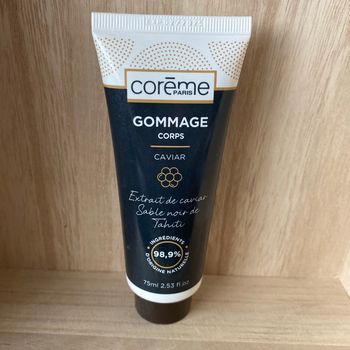 corēme
PARIS
GOMMAGE
CORPS
CAVIAR
Extrait de caviar
Sable noir de
Tahiti
INGRÉDIENTS
98,9%
D'ORIGINE NATURELLE
75ml 2.53 fl.oz